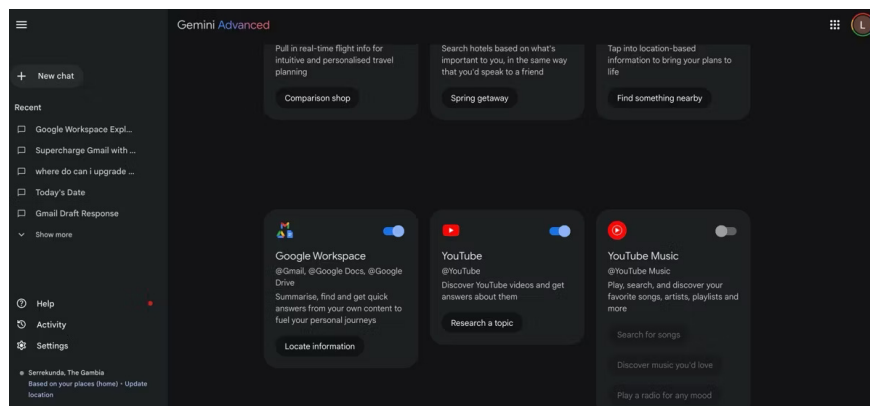 Gemini Advanced
L
New chat
Recent
Google Workspace Expl...
Supercharge Gmail with ...
where do can i upgrade ...
Today's Date
Gmail Draft Response
Show more
Help
Activity
Settings
Serrekunda, The Gambia
Based on your places (home) • Update
location
Pull in real-time flight info for
intuitive and personalised travel
planning
Comparison shop
Search hotels based on what's
important to you, in the same way
that you'd speak to a friend
Spring getaway
Tap into location-based
information to bring your plans to
life
Find something nearby
Google Workspace
@Gmail, @Google Docs, @Google
Drive
Summarise, find and get quick
answers from your own content to
fuel your personal journeys
Locate information
YouTube
@YouTube
Discover YouTube videos and get
answers about them
Research a topic
YouTube Music
@YouTube Music
Play, search, and discover your
favorite songs, artists, playlists and
more
Search for songs
Discover music you'd love
Play a radio for any mood